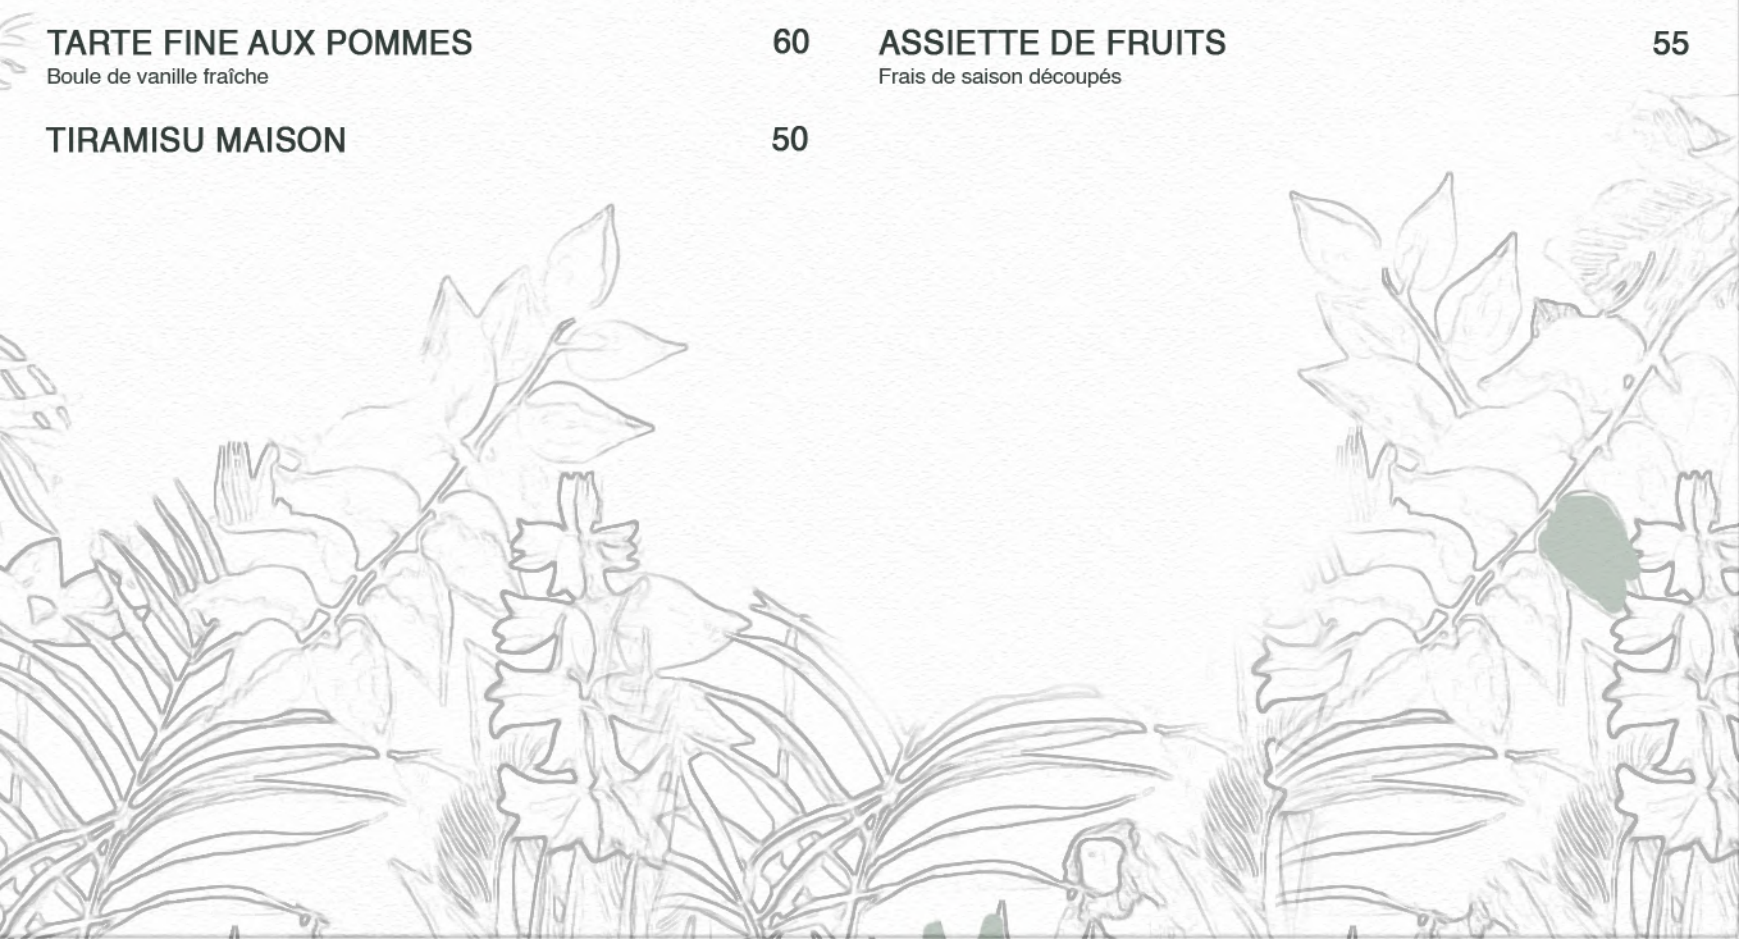 TARTE FINE AUX POMMES 60
Boule de vanille fraîche
TIRAMISU MAISON 50
ASSIETTE DE FRUITS 55
Frais de saison découpés